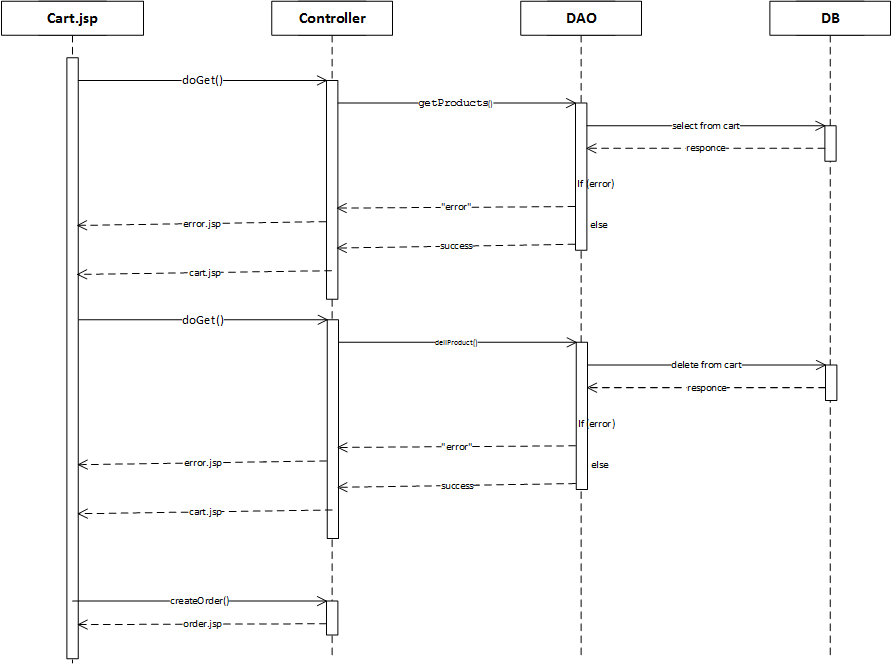 Cart.jsp
Controller
DAO
DB
doGet()
getProducts()
select from cart
responce
If (error)
"error"
error.jsp
else
success
cart.jsp
doGet()
dellProduct()
delete from cart
responce
If (error)
"error"
error.jsp
else
success
cart.jsp
createOrder()
order.jsp